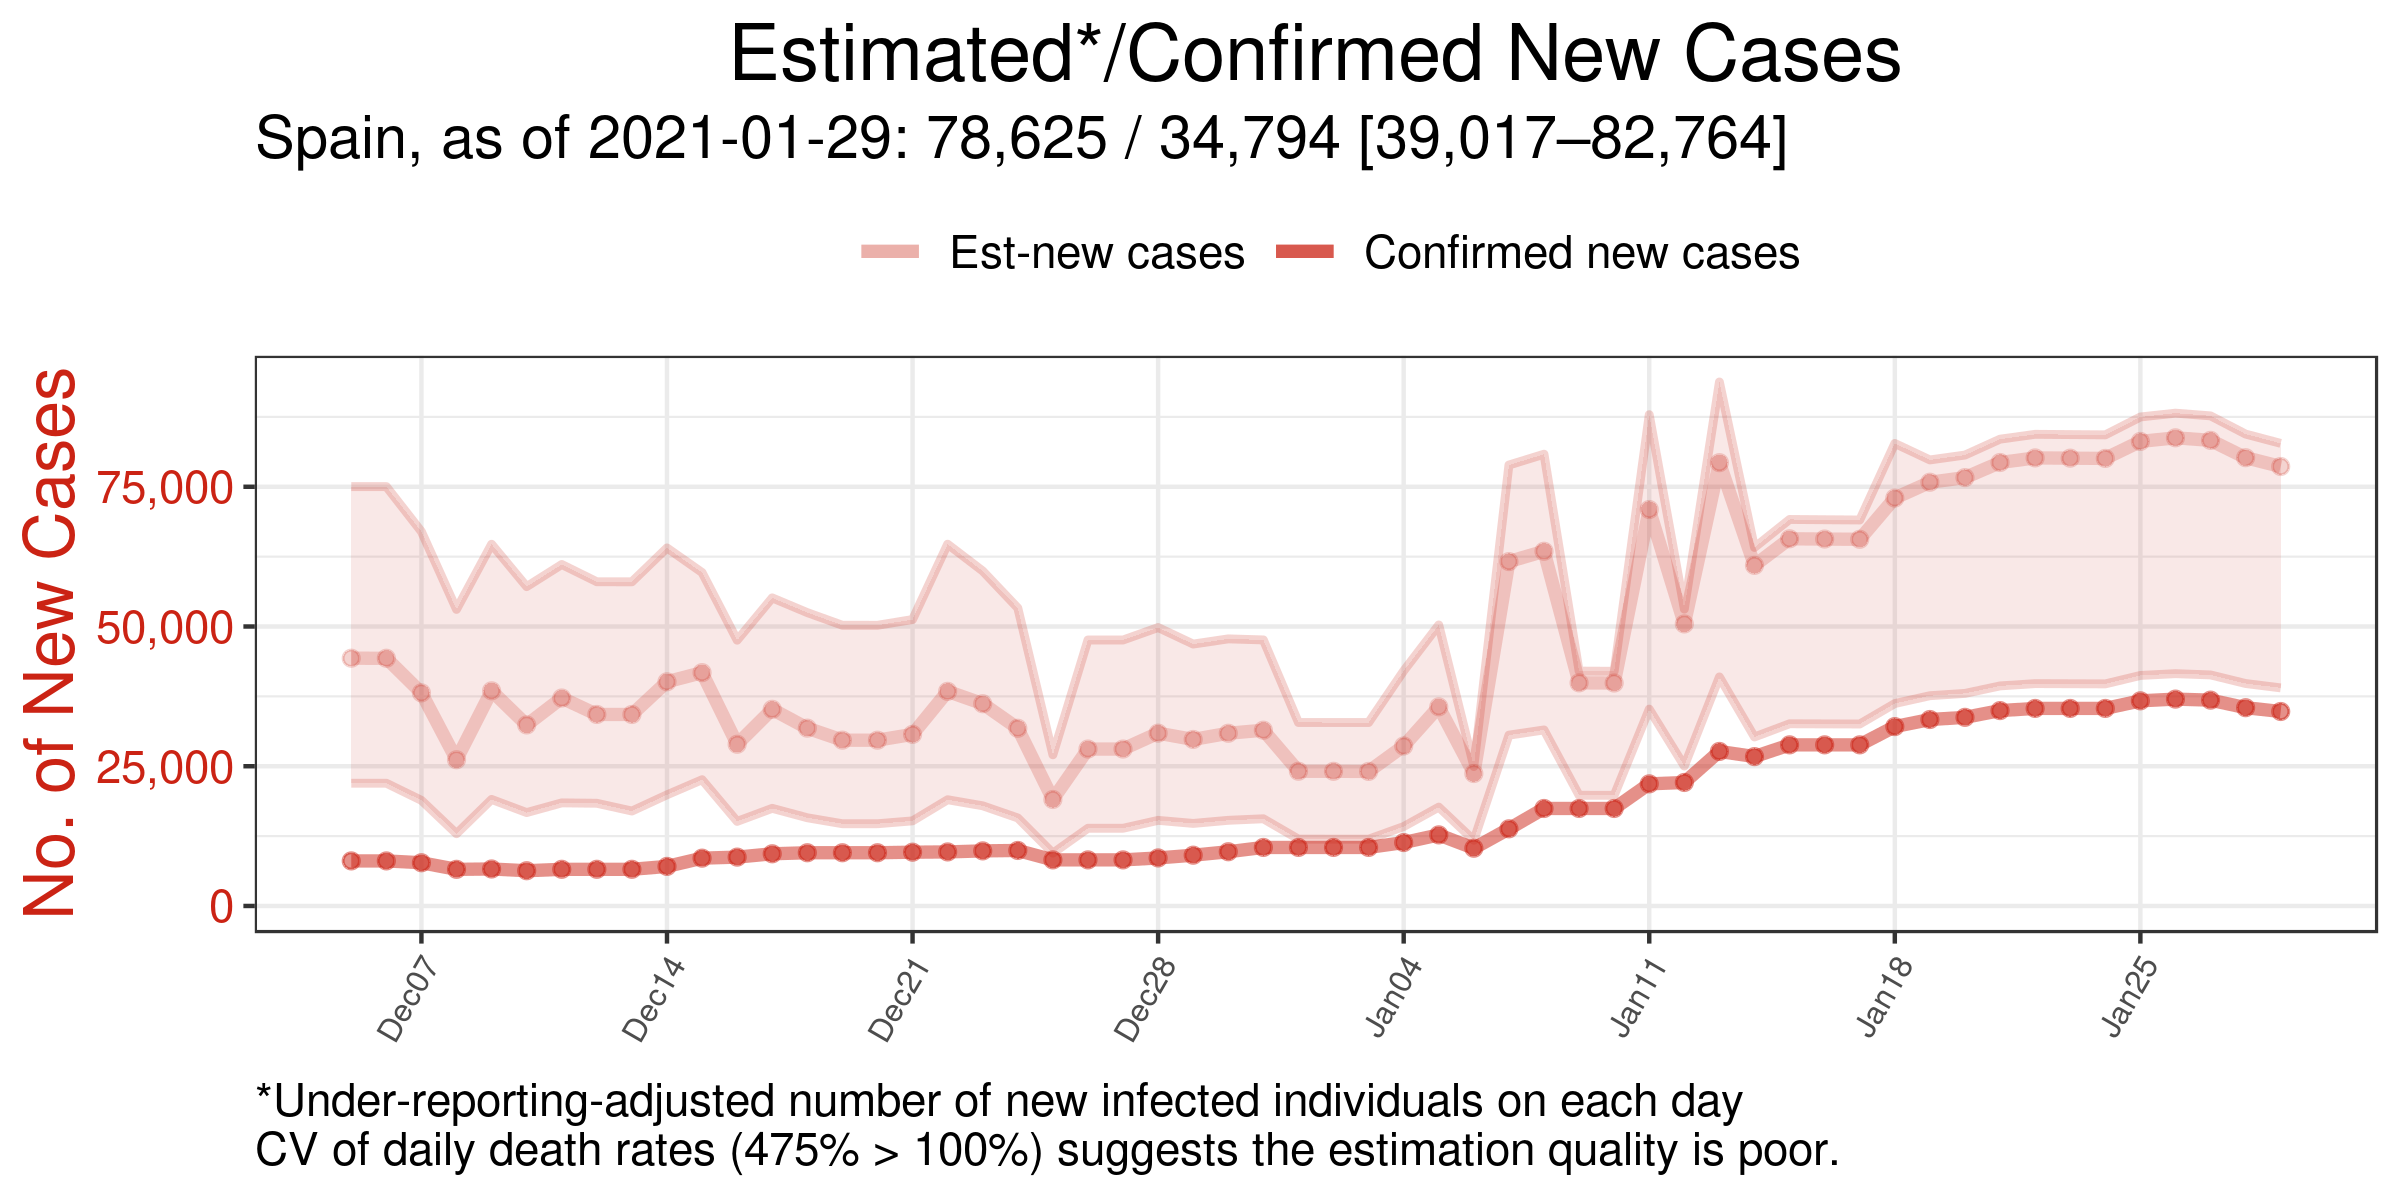 Estimated*/Confirmed New Cases
Spain, as of 2021-01-29: 78,625 / 34,794 [39,017–82,764]
Est-new cases Confirmed new cases
No. of New Cases
75,000
50,000
25,000
0
Dec07 Dec14 Dec21 Dec28 Jan04 Jan11 Jan18 Jan25
*Under-reporting-adjusted number of new infected individuals on each day
CV of daily death rates (475% > 100%) suggests the estimation quality is poor.